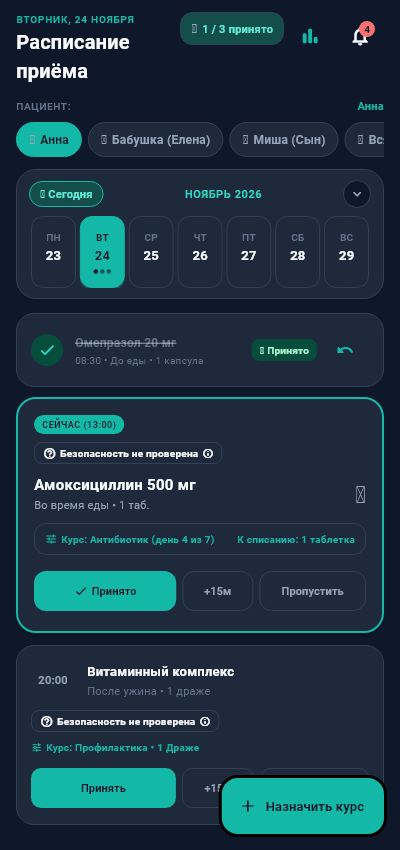 ВТОРНИК, 24 НОЯБРЯ
Расписание
приёма
1 / 3 принято
4
ПАЦИЕНТ:
Анна
Анна
Бабушка (Елена)
Миша (Сын)
Сегодня
НОЯБРЬ 2026
ПН
ВТ
СР
ЧТ
ПТ
СБ
ВС
23
24
25
26
27
28
29
Омепразол 20 мг
08:30 • До еды • 1 капсула
Принято
СЕЙЧАС (13:00)
Безопасность не проверена
Амоксициллин 500 мг
Во время еды • 1 таб.
Курс: Антибиотик (день 4 из 7)
К списанию: 1 таблетка
Принято
+15м
Пропустить
20:00
Витаминный комплекс
После ужина • 1 драже
Безопасность не проверена
Курс: Профилактика • 1 Драже
Принять
Назначить курс